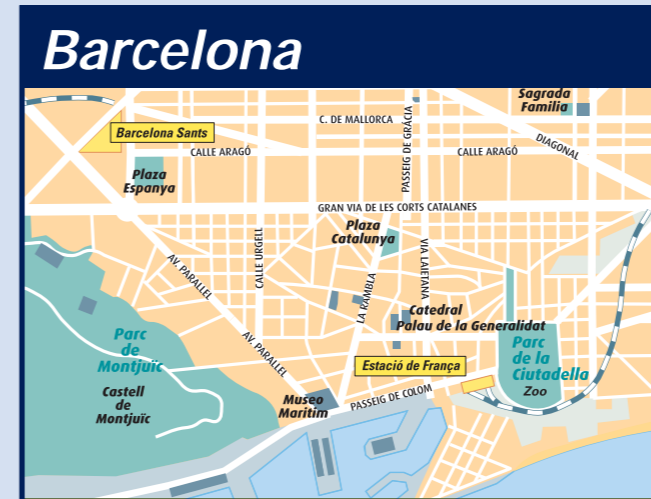 Barcelona
Sagrada
Familia
C. DE MALLORCA
PASSEIG DE GRÀCIA
DIAGONAL
Barcelona Sants
CALLE ARAGÓ
CALLE ARAGÓ
Plaza
Espanya
GRAN VIA DE LES CORTS CATALANES
Plaza
Catalunya
CALLE URGELL
VIA LAIETANA
AV. PARALLEL
LA RAMBLA
Catedral
Palau de la Generalidat
AV. PARALLEL
Parc
de
Montjuïc
Parc
de la
Ciutadella
Zoo
Estació de França
Castell
de
Montjuïc
Museo
Maritim
PASSEIG DE COLOM